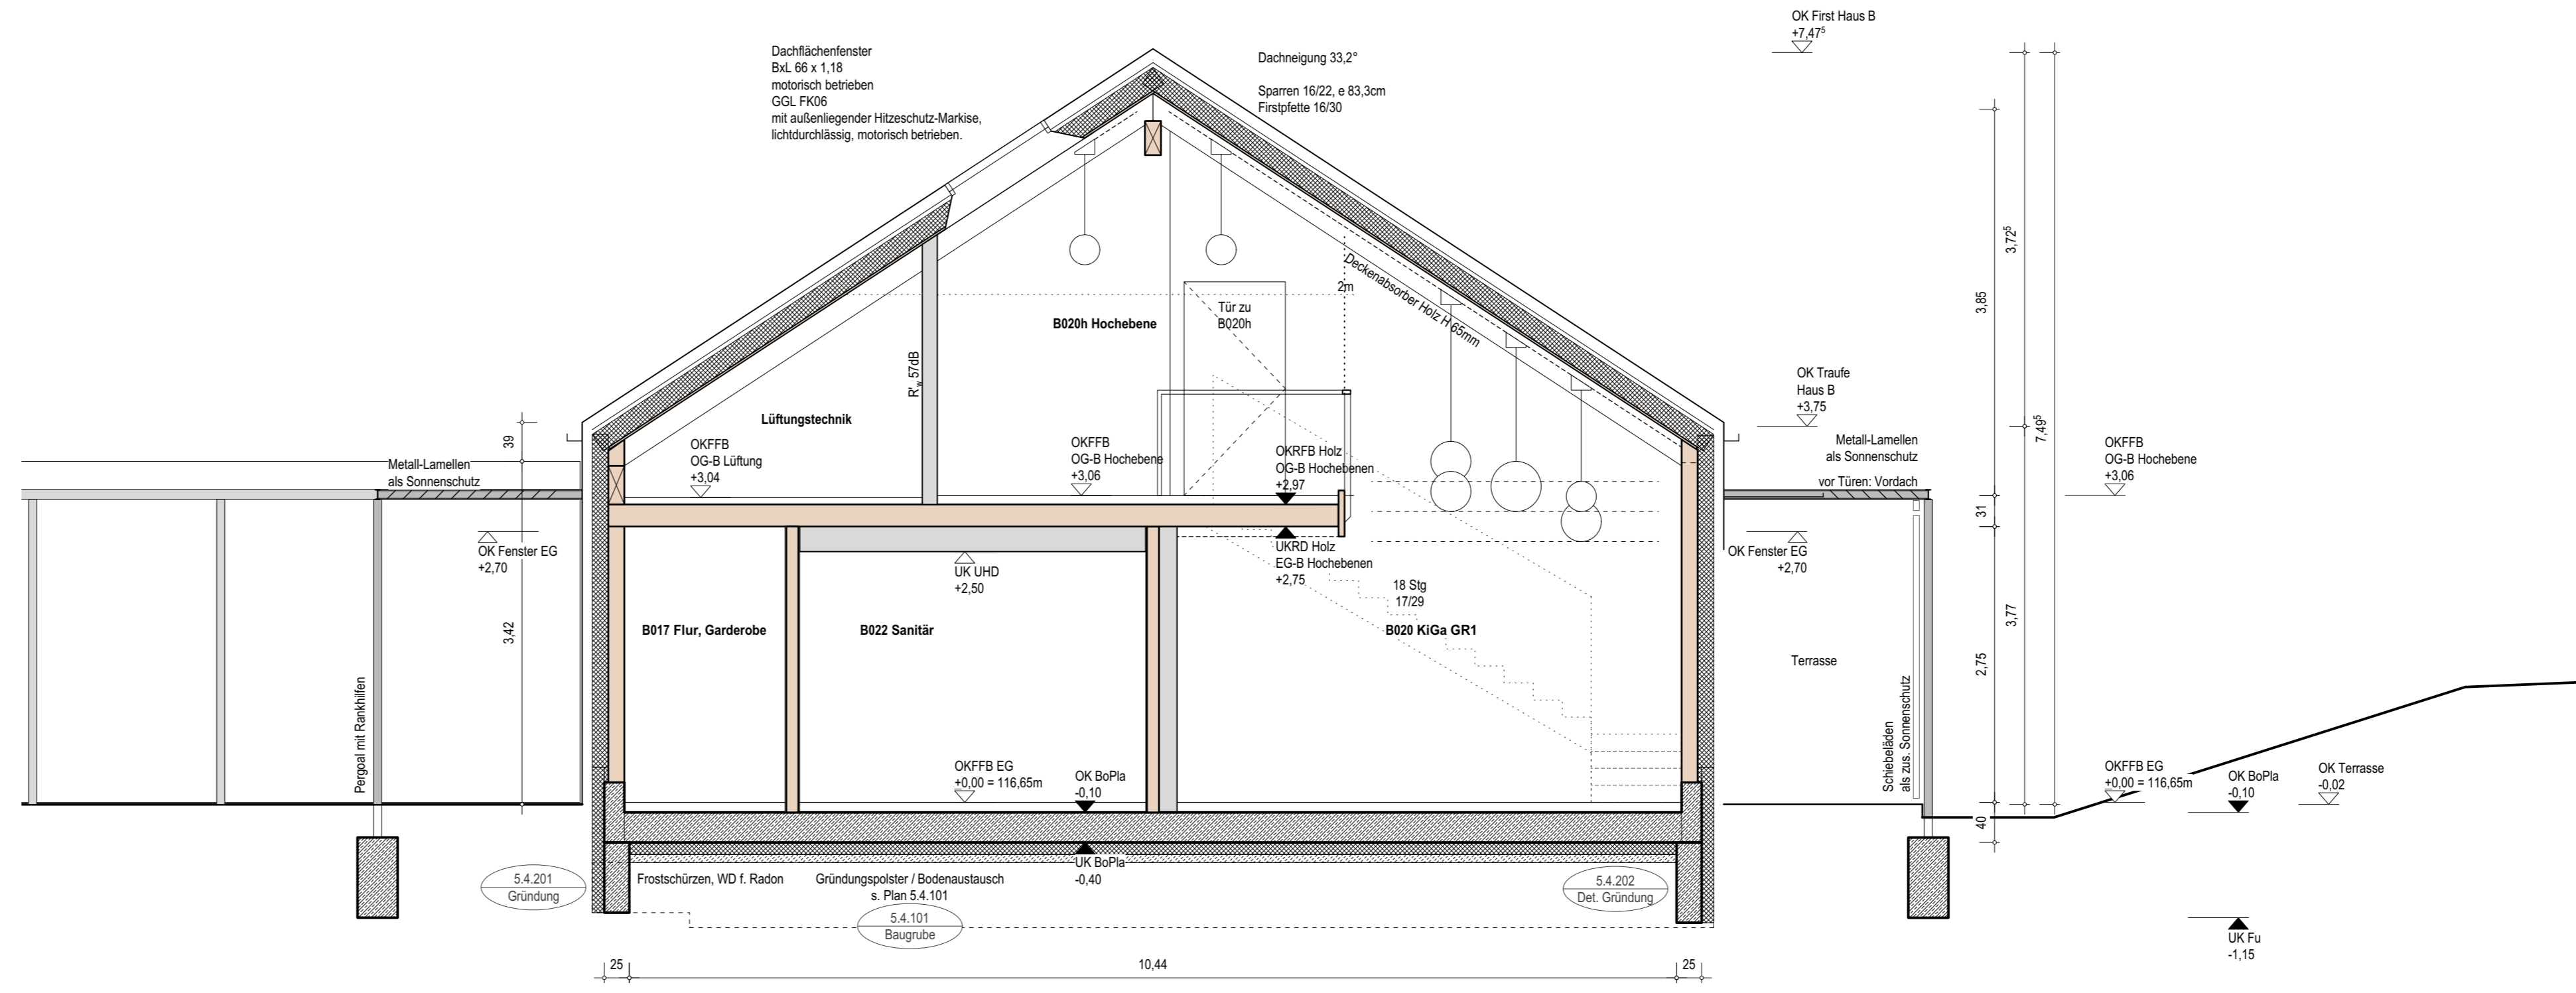 OK First Haus B
+7,47⁵
Dachflächenfenster
BxL 66 x 1,18
motorisch betrieben
GGL FK06
mit außenliegender Hitzeschutz-Markise,
lichtdurchlässig, motorisch betrieben.
Dachneigung 33,2°
Sparren 16/22, e 83,3cm
Firstpfette 16/30
3,72⁵
3,85
7,49⁵
Deckenabsorber Holz H 65mm
2m
Tür zu
B020h
B020h Hochebene
R'w 57dB
Lüftungstechnik
OK Traufe
Haus B
+3,75
39
Metall-Lamellen
als Sonnenschutz
OKFFB
OG-B Lüftung
+3,04
OKFFB
OG-B Hochebene
+3,06
OKRFB Holz
OG-B Hochebenen
+2,97
Metall-Lamellen
als Sonnenschutz
vor Türen: Vordach
OKFFB
OG-B Hochebene
+3,06
31
OK Fenster EG
+2,70
UK UHD
+2,50
UKRD Holz
EG-B Hochebenen
+2,75
OK Fenster EG
+2,70
18 Stg
17/29
3,42
3,77
2,75
B017 Flur, Garderobe
B022 Sanitär
B020 KiGa GR1
Terrasse
Pergoal mit Rankhilfen
Schiebeläden
als zus. Sonnenschutz
OKFFB EG
+0,00 = 116,65m
OK BoPla
-0,10
OKFFB EG
+0,00 = 116,65m
OK BoPla
-0,10
OK Terrasse
-0,02
40
UK BoPla
-0,40
5.4.201
Gründung
Frostschürzen, WD f. Radon
Gründungspolster / Bodenaustausch
s. Plan 5.4.101
5.4.101
Baugrube
5.4.202
Det. Gründung
UK Fu
-1,15
25
10,44
25